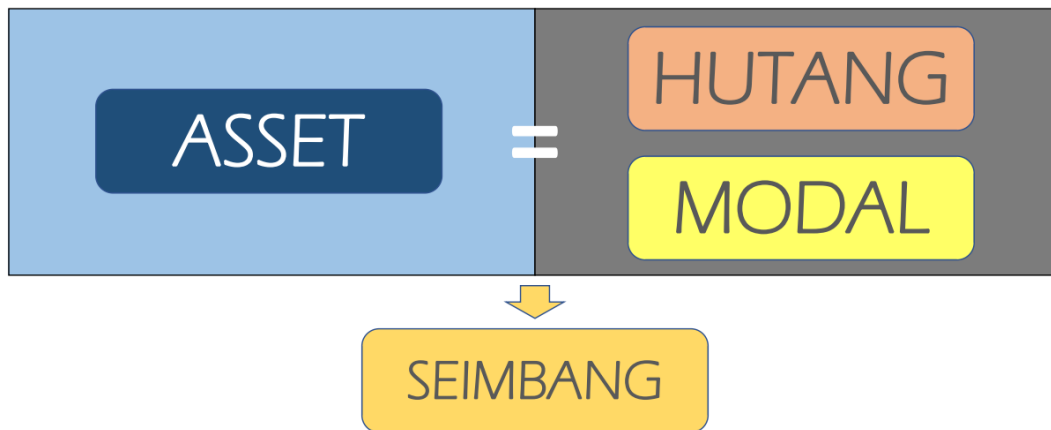 ASSET
=
HUTANG
MODAL
SEIMBANG